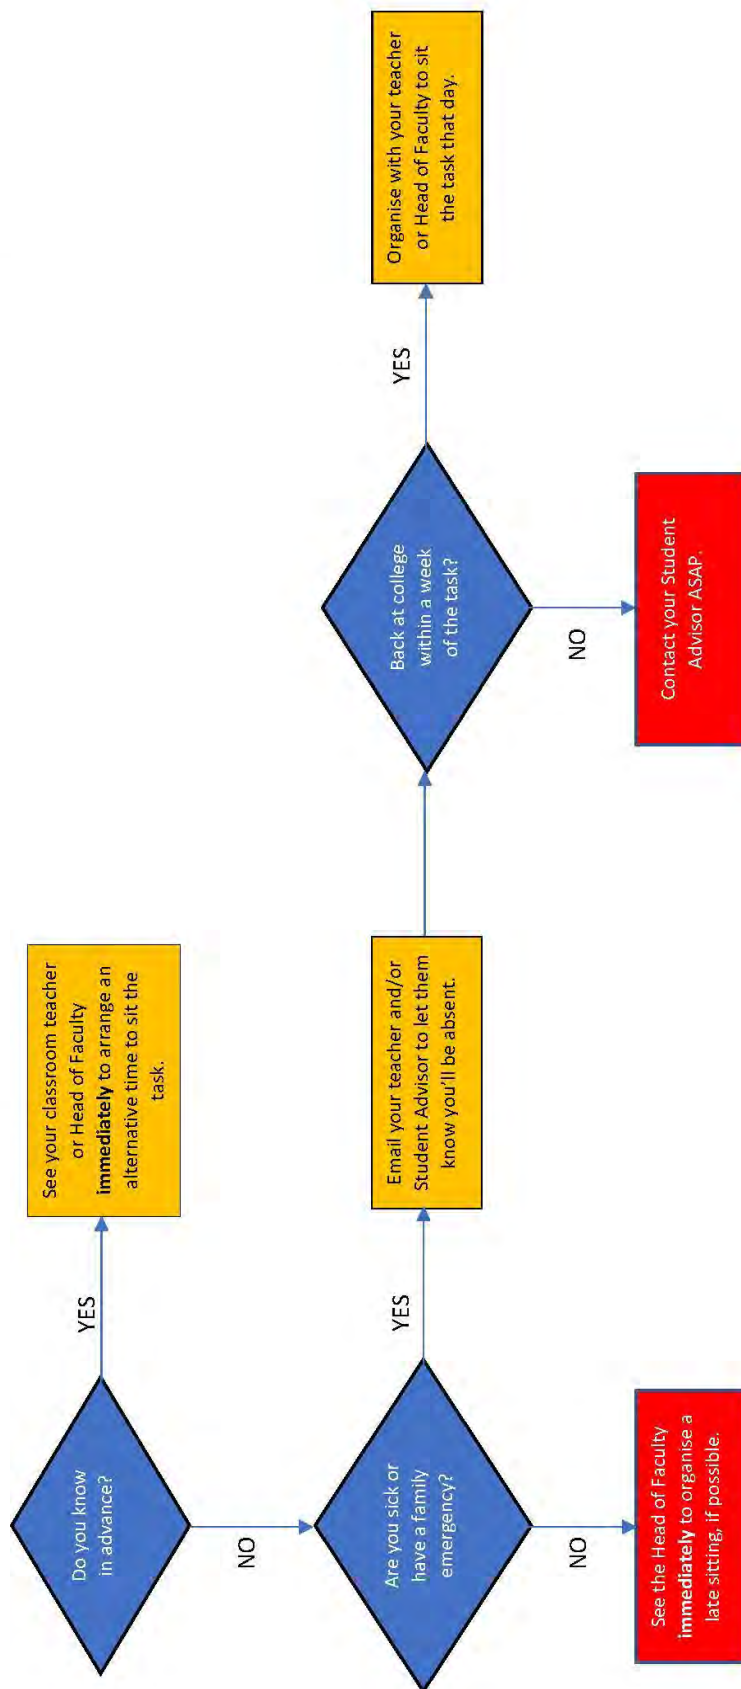 Do you know
in advance?
YES
See your classroom teacher
or Head of Faculty
immediately to arrange an
alternative time to sit the
task.
NO
Are you sick or
have a family
emergency?
YES
Email your teacher and/or
Student Advisor to let them
know you’ll be absent.
Back at college
within a week
of the task?
YES
Organise with your teacher
or Head of Faculty to sit
the task that day.
NO
See the Head of Faculty
immediately to organise a
late sitting, if possible.
NO
Contact your Student
Advisor ASAP.